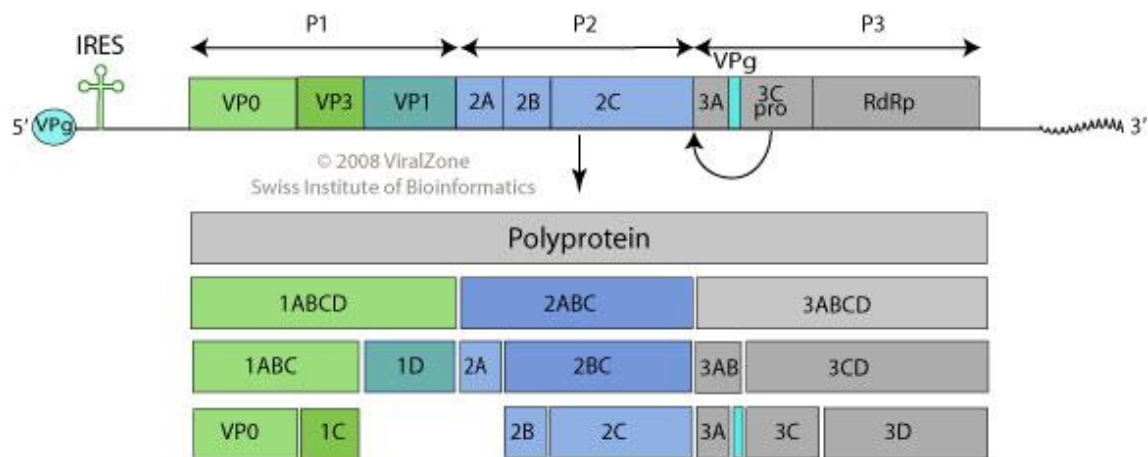 P1 P2 P3
IRES
VPg
VP0 VP3 VP1 2A 2B 2C 3A 3C pro RdRp
5' VPg 3'
© 2008 ViralZone
Swiss Institute of Bioinformatics
Polyprotein
1ABCD 2ABC 3ABCD
1ABC 1D 2A 2BC 3AB 3CD
VP0 1C 2B 2C 3A 3C 3D